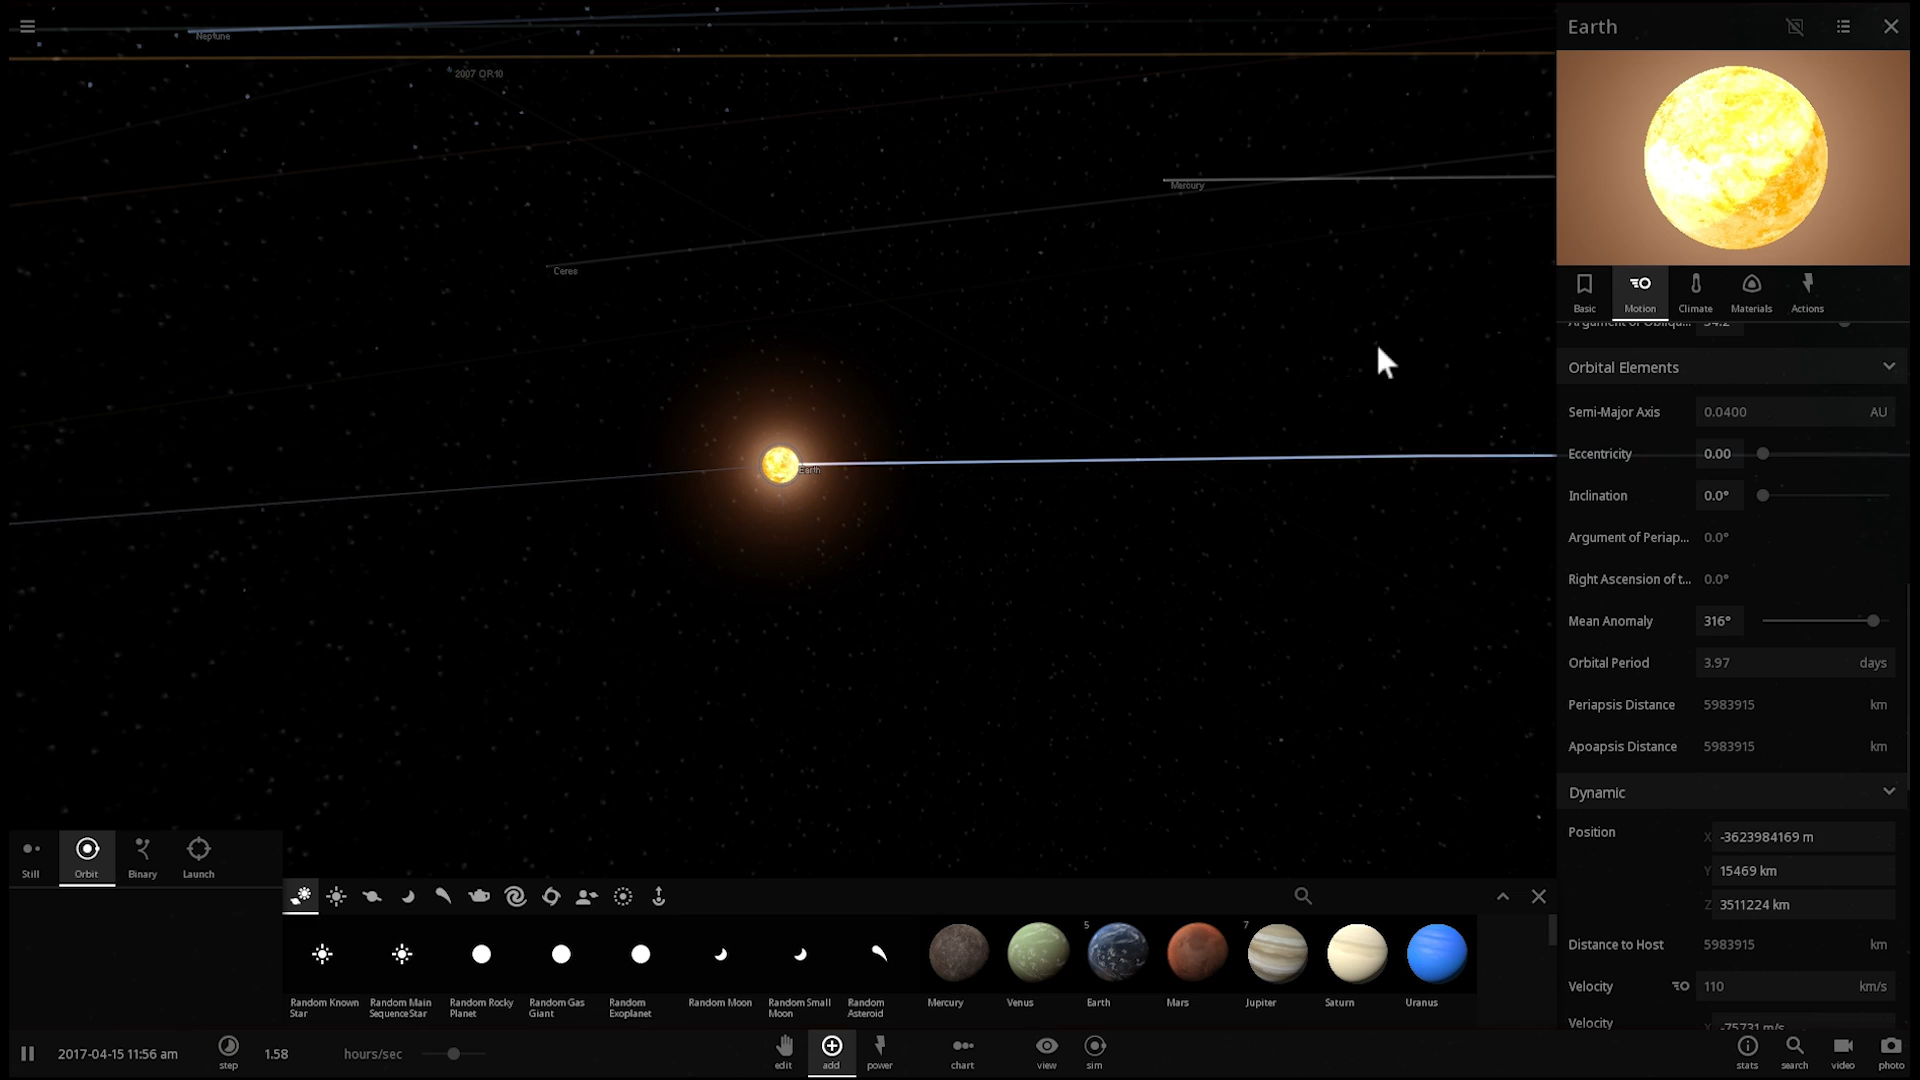 Neptune
2007 OR10
Mercury
Ceres
Earth
Earth
Basic
Motion
Climate
Materials
Actions
Orbital Elements
Semi-Major Axis 0.0400 AU
Eccentricity 0.00
Inclination 0.0°
Argument of Periap... 0.0°
Right Ascension of t... 0.0°
Mean Anomaly 316°
Orbital Period 3.97 days
Periapsis Distance 5983915 km
Apoapsis Distance 5983915 km
Dynamic
Position X -3623984169 m
Y 15469 km
Z 3511224 km
Distance to Host 5983915 km
Velocity 110 km/s
Velocity -75731 m/s
Still
Orbit
Binary
Launch
5
7
Random Known
Star
Random Main
Sequence Star
Random Rocky
Planet
Random Gas
Giant
Random
Exoplanet
Random Moon
Random Small
Moon
Random
Asteroid
Mercury
Venus
Earth
Mars
Jupiter
Saturn
Uranus
2017-04-15 11:56 am
step
1.58
hours/sec
edit
add
power
chart
view
sim
stats
search
video
photo